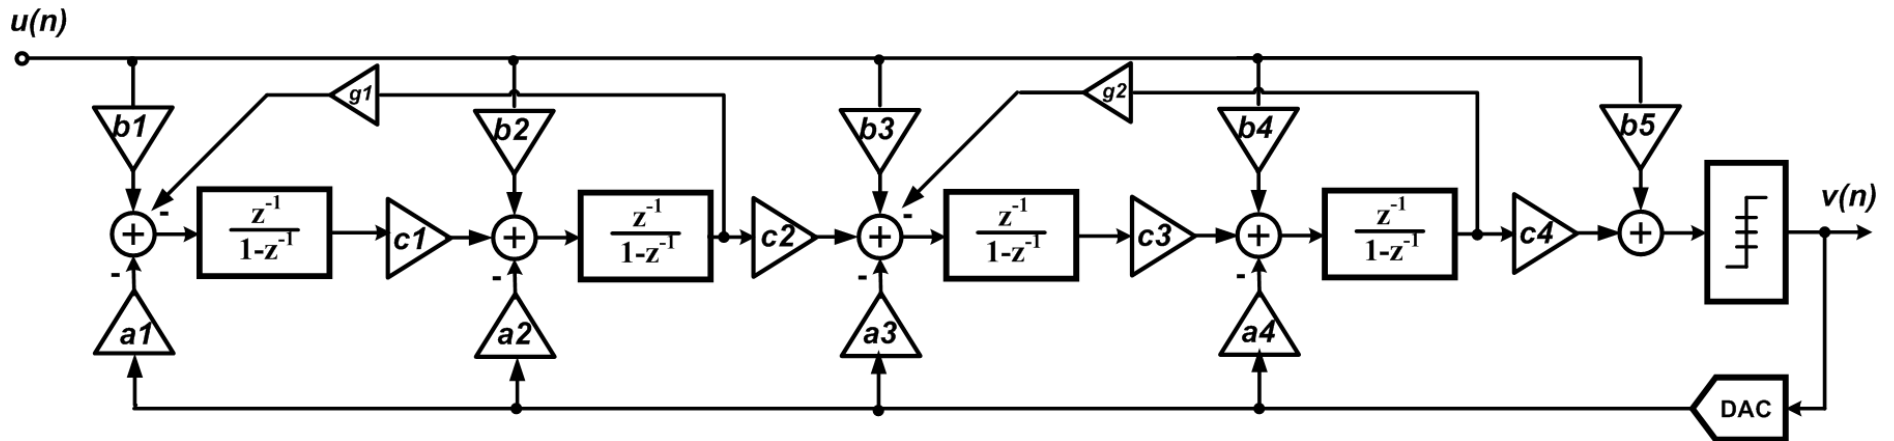 u(n)
g1
g2
b1
b2
b3
b4
b5
v(n)
-
-
z⁻¹
1-z⁻¹
c1
z⁻¹
1-z⁻¹
c2
z⁻¹
1-z⁻¹
c3
z⁻¹
1-z⁻¹
c4
+
+
+
+
+
-
-
-
-
a1
a2
a3
a4
DAC